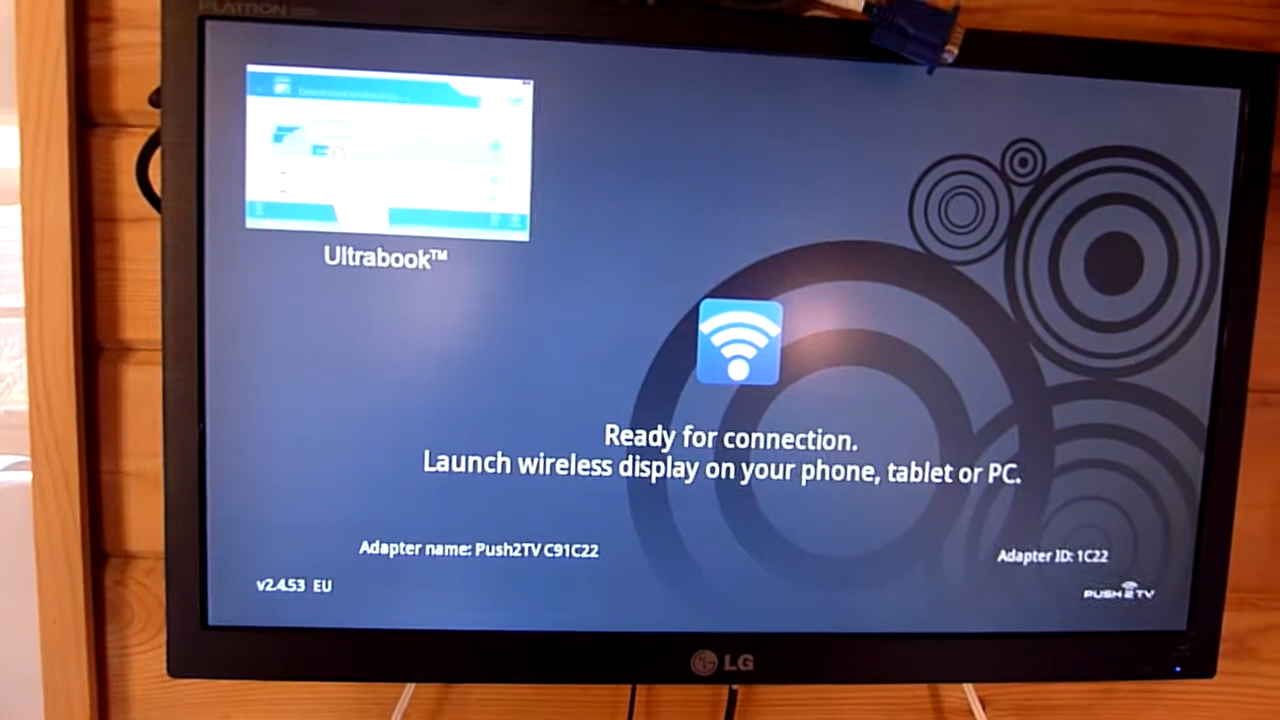 FLATRON
Ultrabook™
Ready for connection.
Launch wireless display on your phone, tablet or PC.
Adapter name: Push2TV C91C22
Adapter ID: 1C22
v2.4.53 EU
PUSH2TV
LG